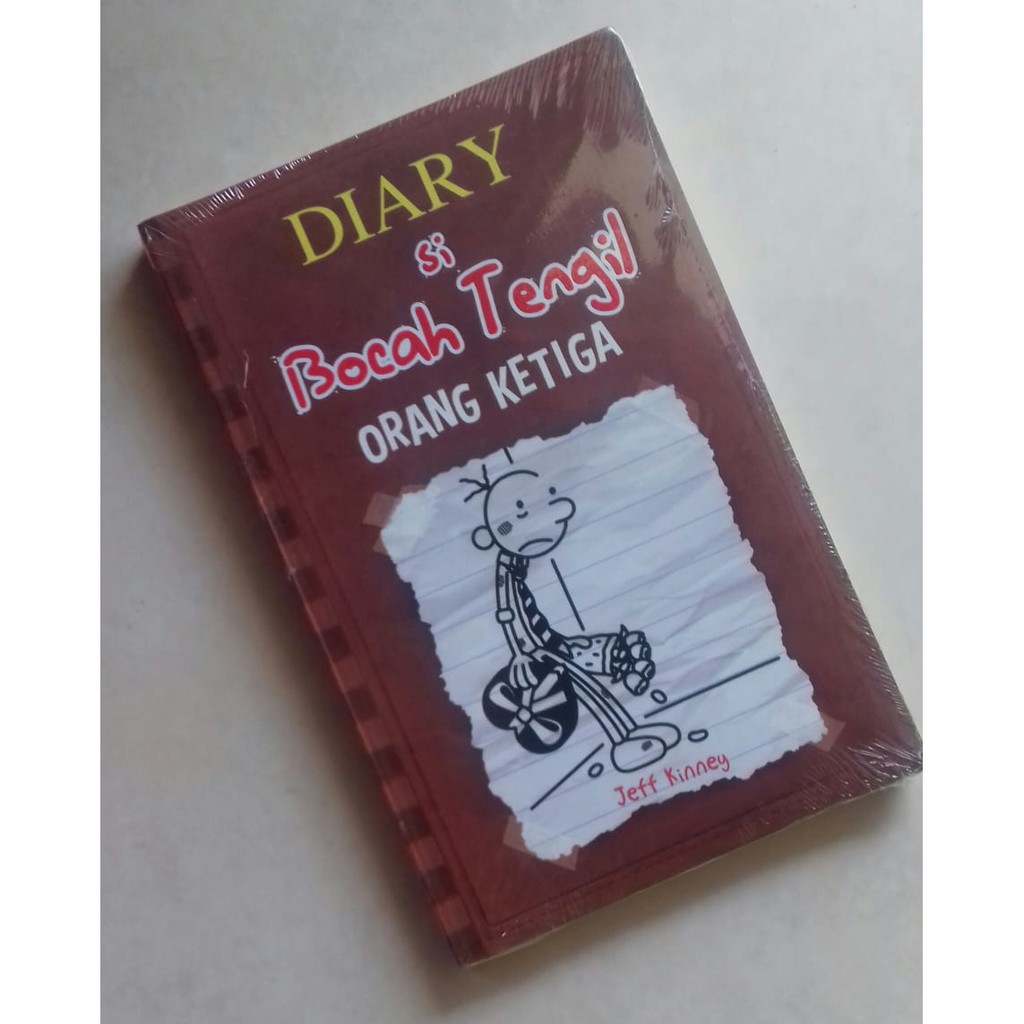 DIARY
si
Bocah Tengil
ORANG KETIGA
Jeff Kinney